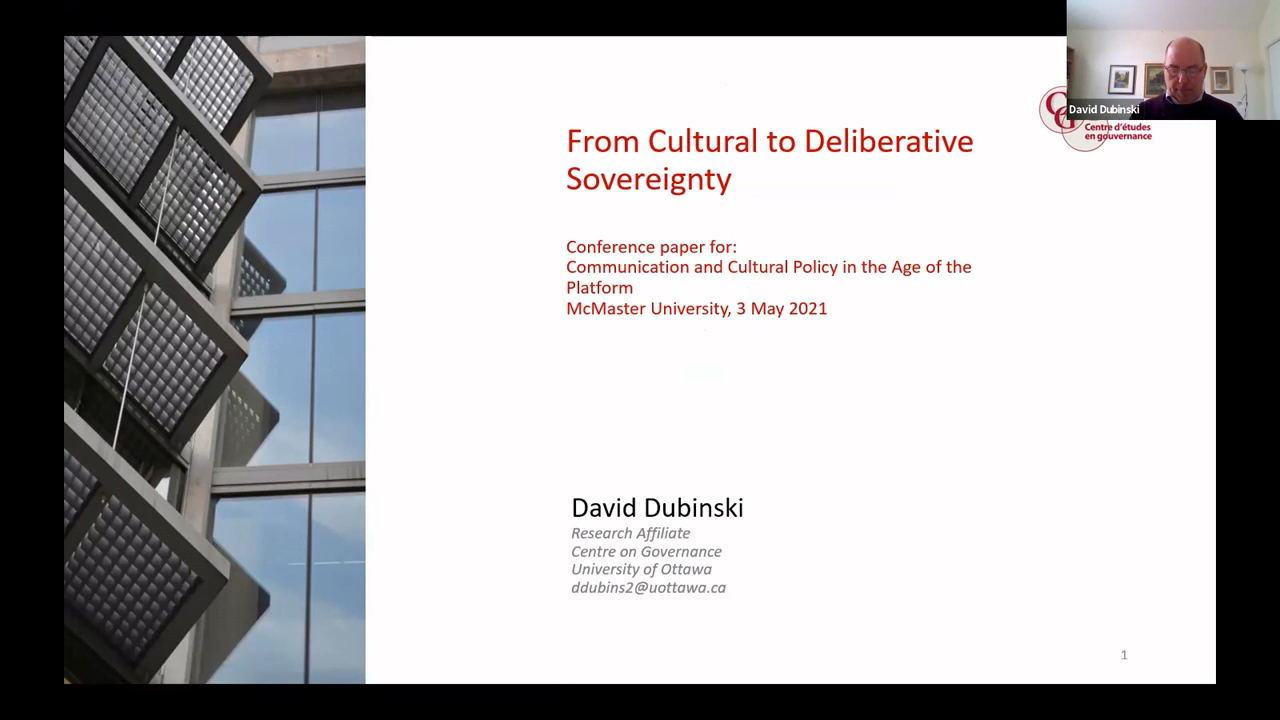 From Cultural to Deliberative
Sovereignty
Conference paper for:
Communication and Cultural Policy in the Age of the
Platform
McMaster University, 3 May 2021
David Dubinski
Research Affiliate
Centre on Governance
University of Ottawa
ddubins2@uottawa.ca
1
David Dubinski
Centre d'études
en gouvernance